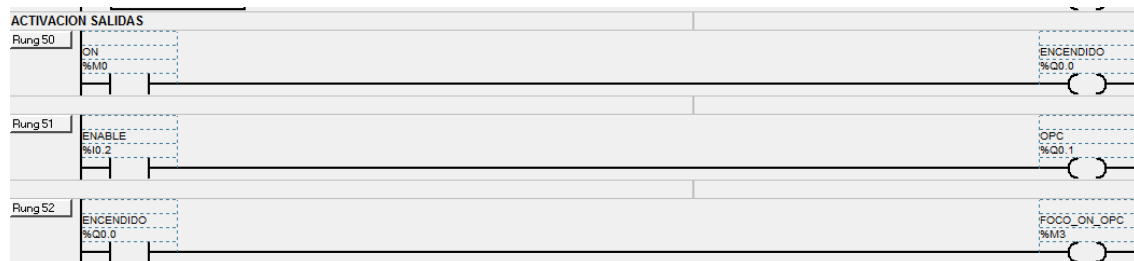 ACTIVACION SALIDAS
Rung 50
ON
%M0
ENCENDIDO
%Q0.0
Rung 51
ENABLE
%I0.2
OPC
%Q0.1
Rung 52
ENCENDIDO
%Q0.0
FOCO_ON_OPC
%M3